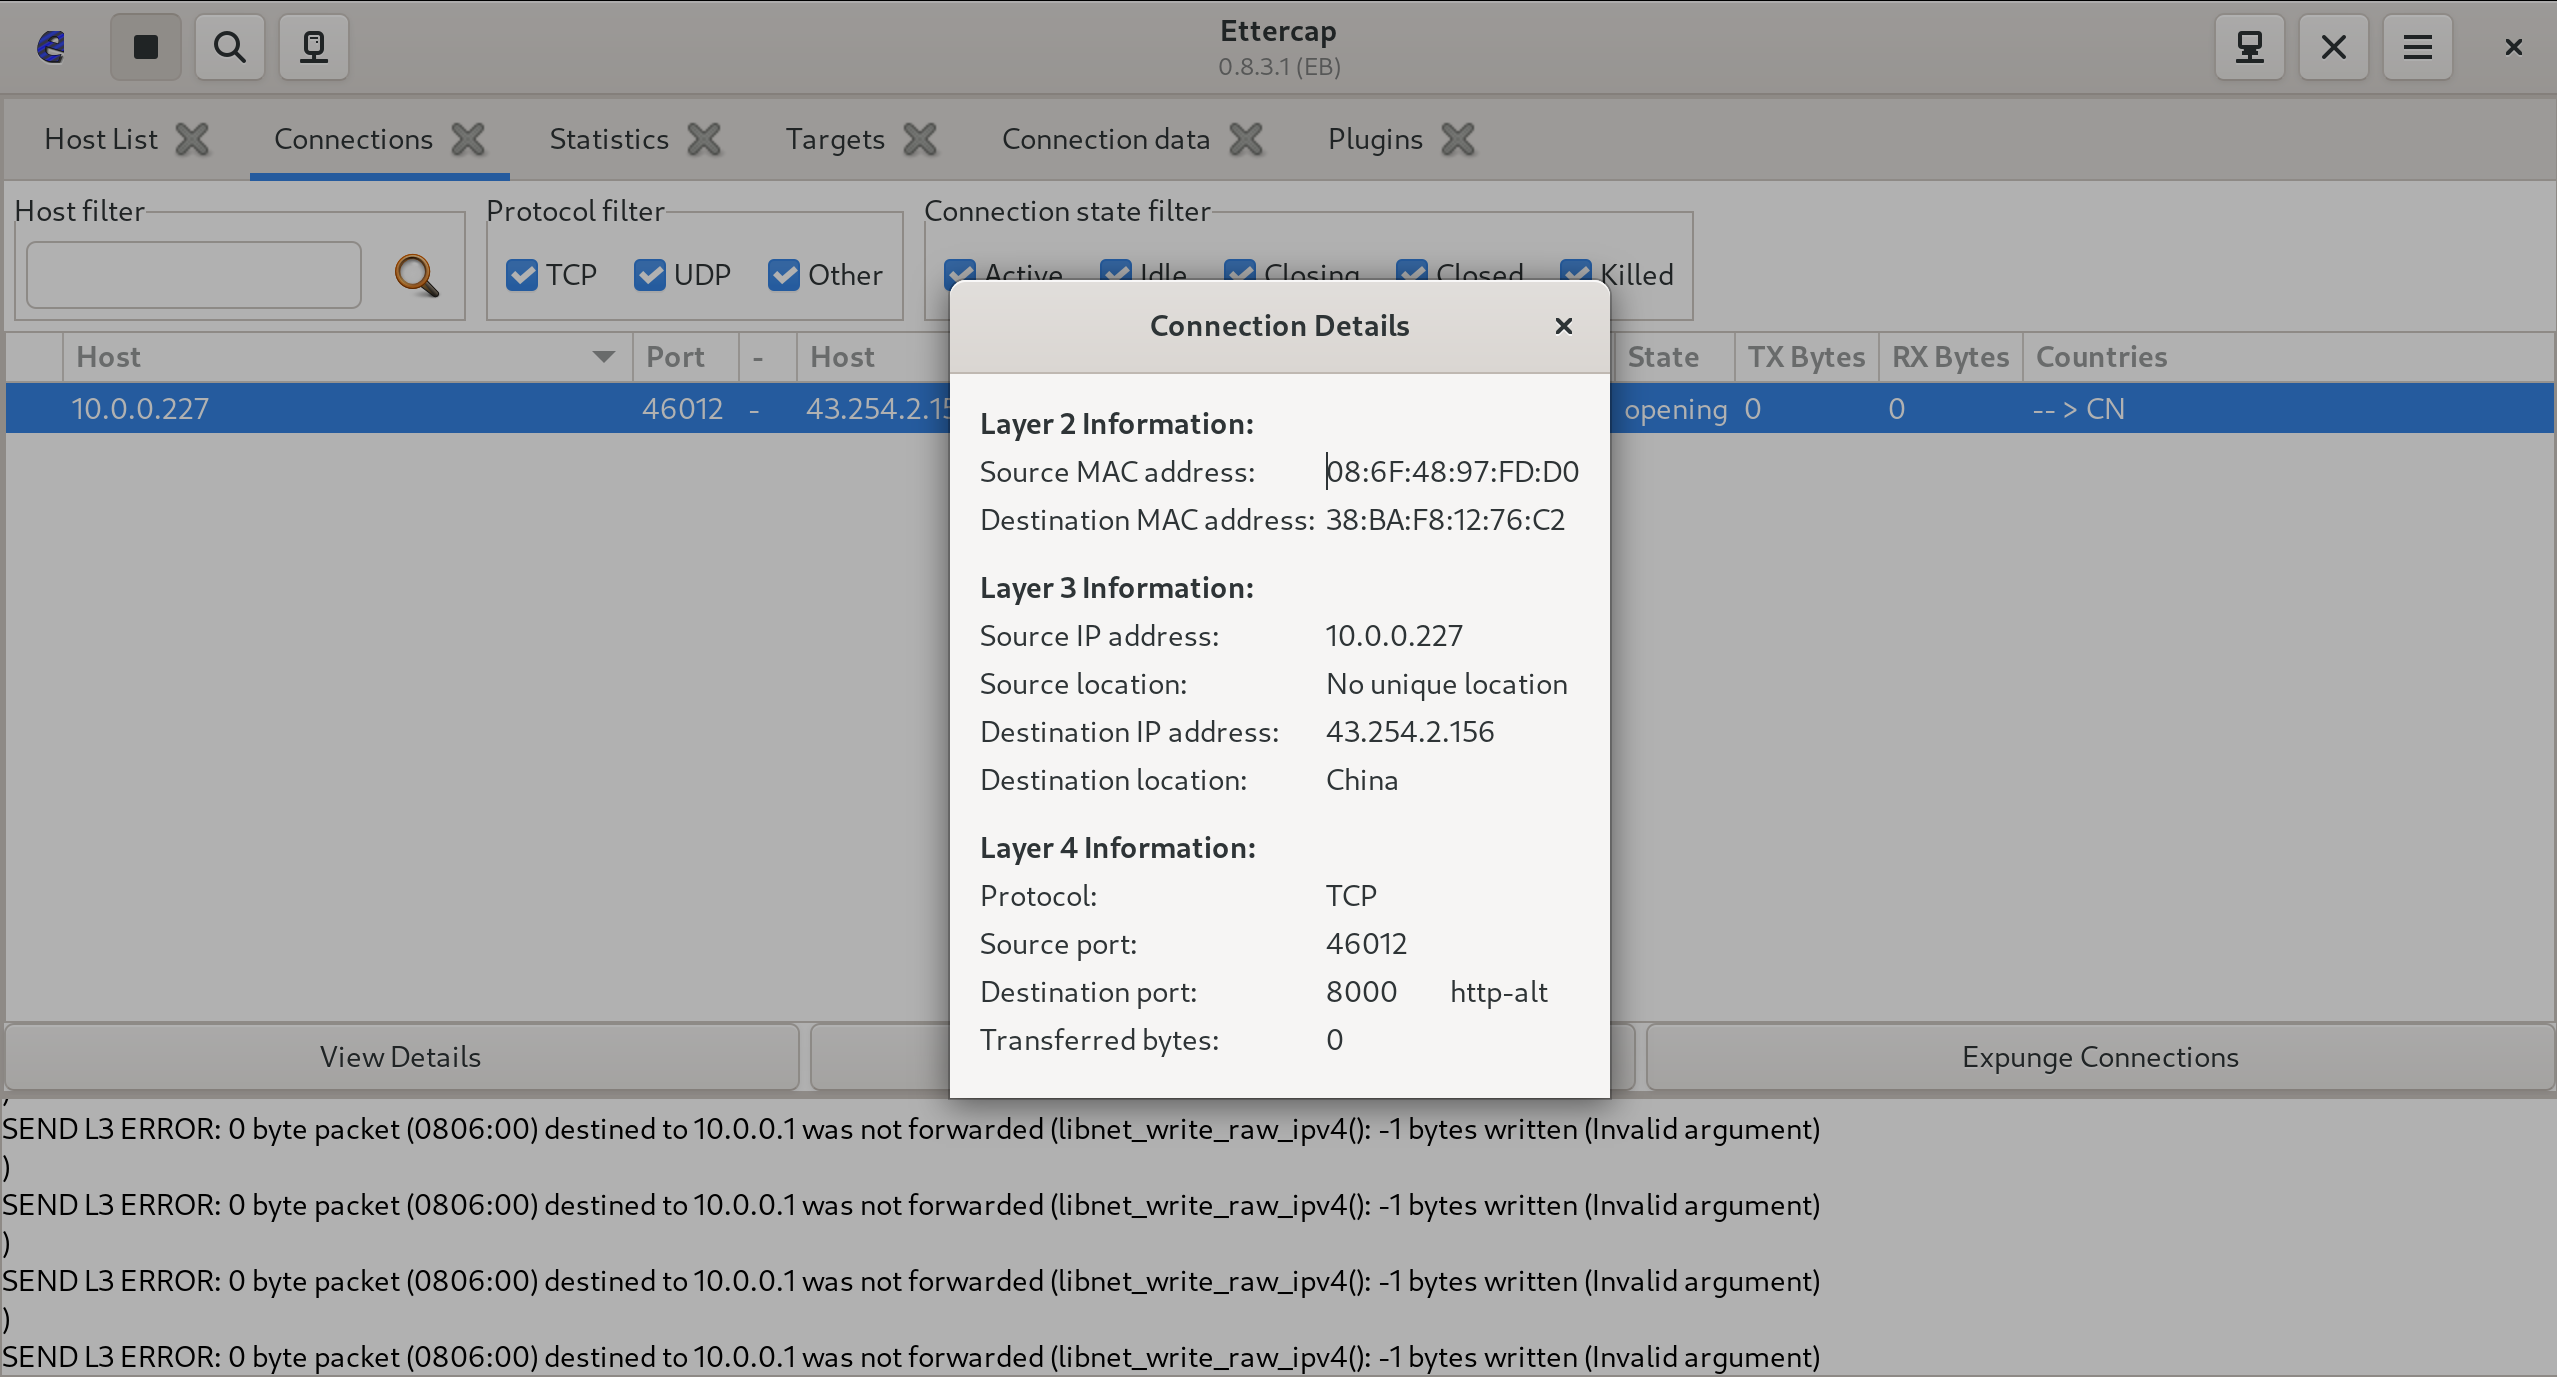 Ettercap
0.8.3.1 (EB)
Host List Connections Statistics Targets Connection data Plugins
Host filter Protocol filter Connection state filter
TCP UDP Other Active Idle Closing Closed Killed
Host Port - Host State TX Bytes RX Bytes Countries
10.0.0.227 46012 - 43.254.2.15 opening 0 0 -- > CN
Connection Details
Layer 2 Information:
Source MAC address: 08:6F:48:97:FD:D0
Destination MAC address: 38:BA:F8:12:76:C2
Layer 3 Information:
Source IP address: 10.0.0.227
Source location: No unique location
Destination IP address: 43.254.2.156
Destination location: China
Layer 4 Information:
Protocol: TCP
Source port: 46012
Destination port: 8000 http-alt
Transferred bytes: 0
View Details Expunge Connections
)
SEND L3 ERROR: 0 byte packet (0806:00) destined to 10.0.0.1 was not forwarded (libnet_write_raw_ipv4(): -1 bytes written (Invalid argument)
)
SEND L3 ERROR: 0 byte packet (0806:00) destined to 10.0.0.1 was not forwarded (libnet_write_raw_ipv4(): -1 bytes written (Invalid argument)
)
SEND L3 ERROR: 0 byte packet (0806:00) destined to 10.0.0.1 was not forwarded (libnet_write_raw_ipv4(): -1 bytes written (Invalid argument)
)
SEND L3 ERROR: 0 byte packet (0806:00) destined to 10.0.0.1 was not forwarded (libnet_write_raw_ipv4(): -1 bytes written (Invalid argument)